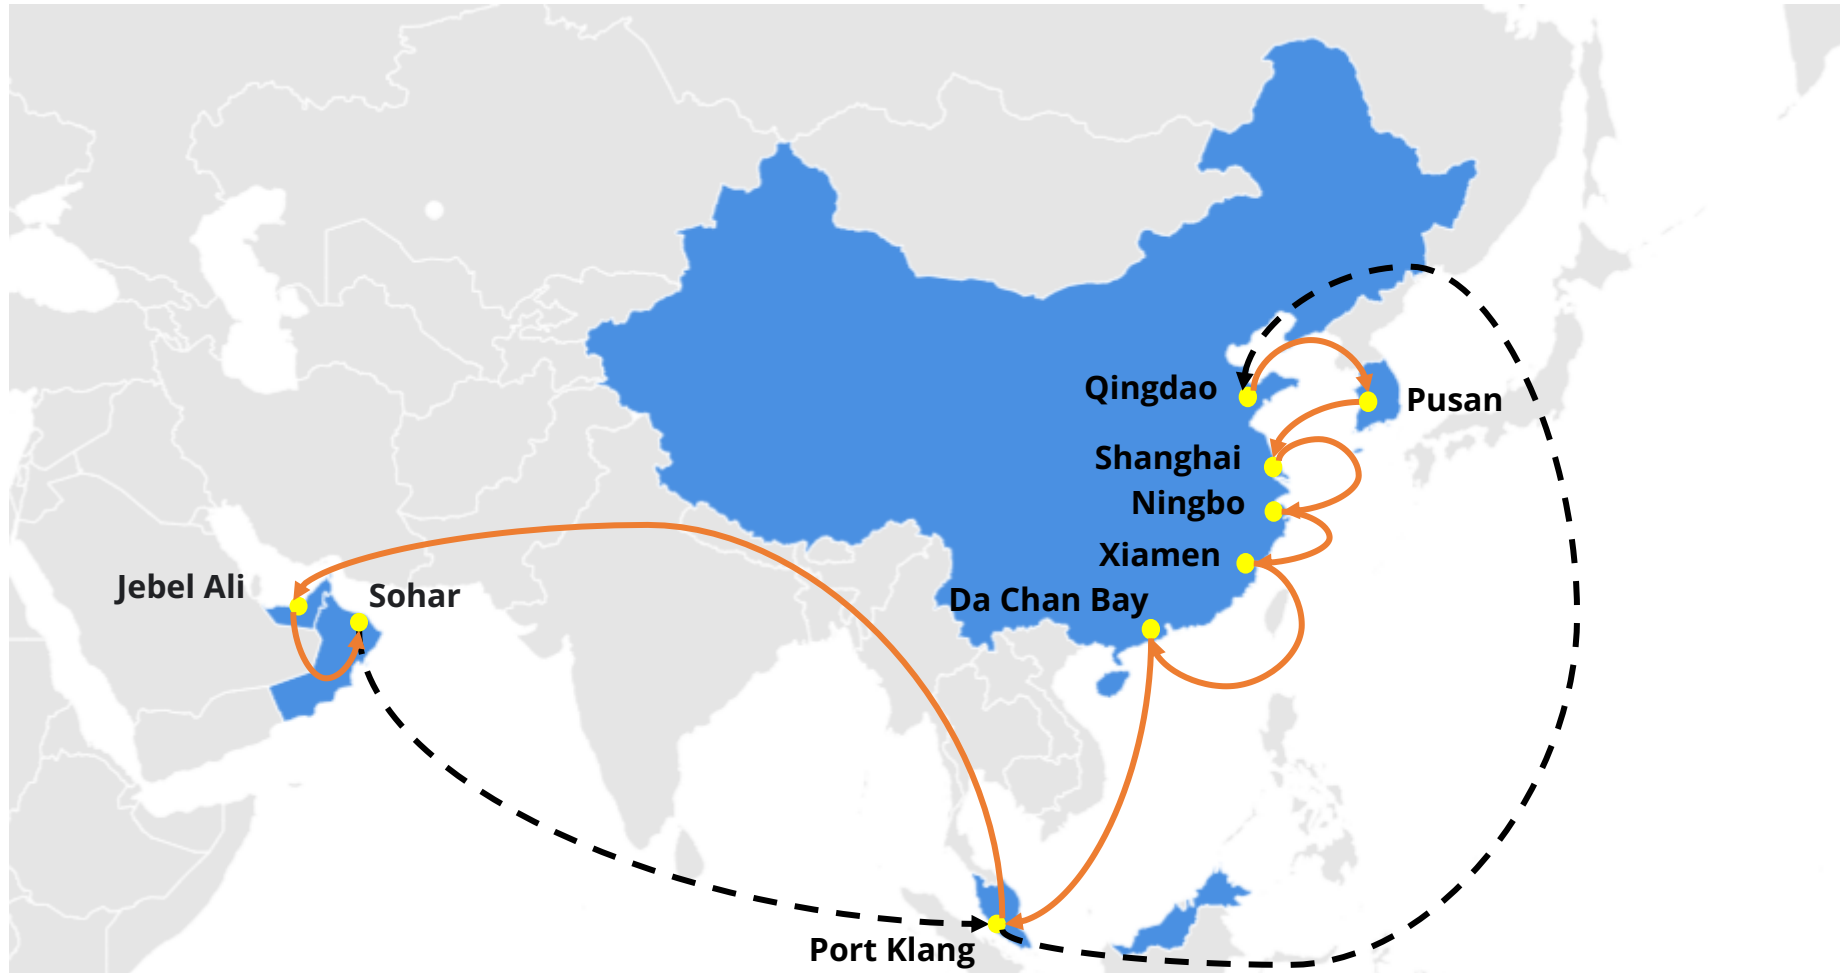 Qingdao
Pusan
Shanghai
Ningbo
Xiamen
Jebel Ali
Sohar
Da Chan Bay
Port Klang